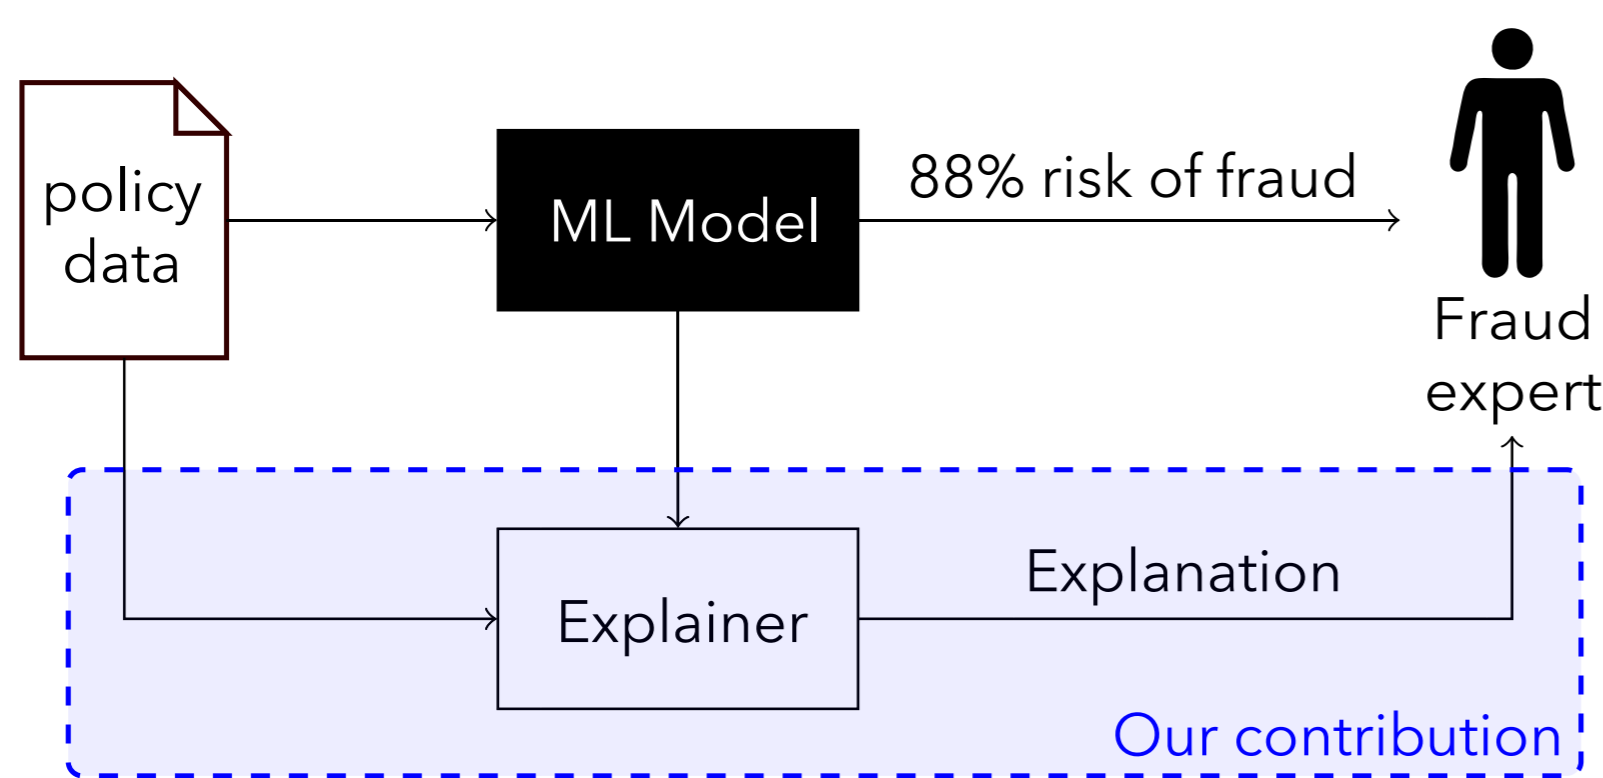 policy
data
ML Model
88% risk of fraud
Fraud
expert
Explainer
Explanation
Our contribution